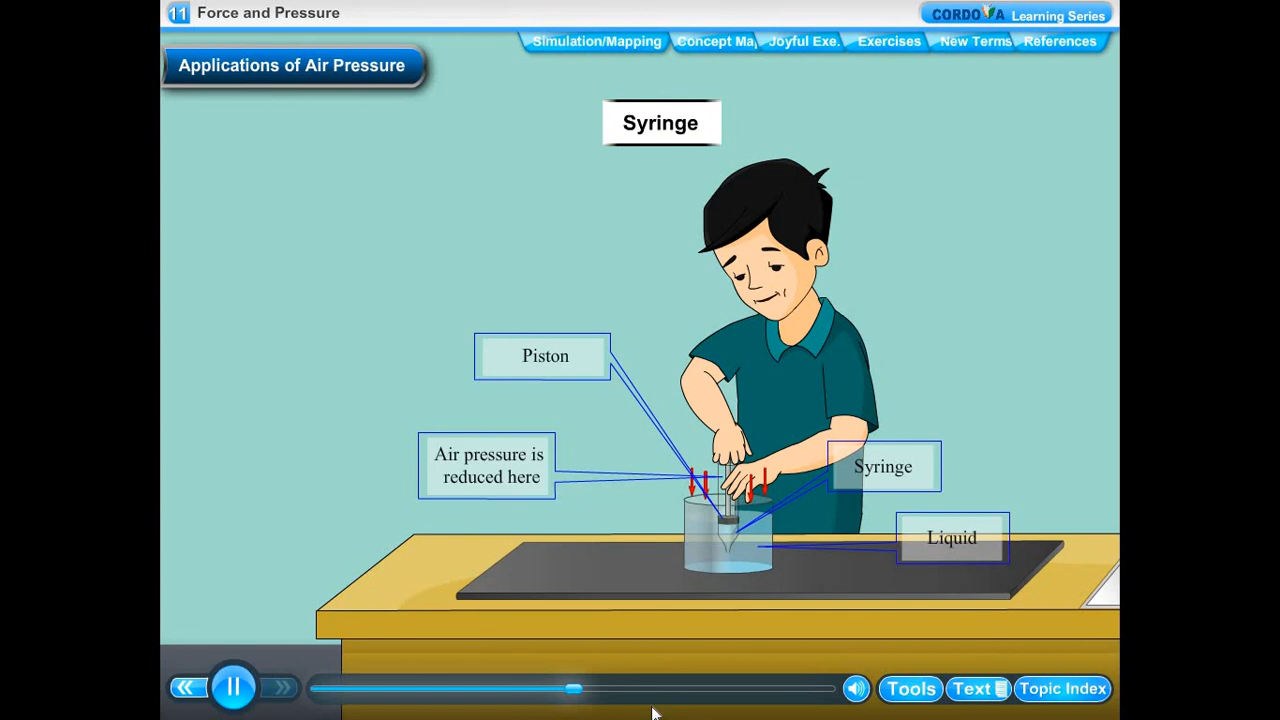 11 Force and Pressure
CORDOVA Learning Series
Simulation/Mapping
Concept Ma
Joyful Exe.
Exercises
New Terms
References
Applications of Air Pressure
Syringe
Piston
Air pressure is
reduced here
Syringe
Liquid
Tools
Text
Topic Index